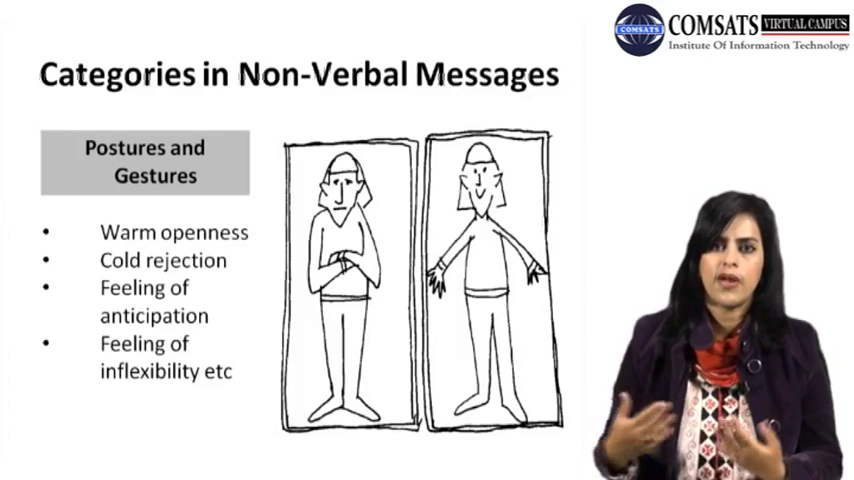 COMSATS VIRTUAL CAMPUS
COMSATS
Institute Of Information Technology
Categories in Non-Verbal Messages
Postures and
Gestures
• Warm openness
• Cold rejection
• Feeling of
anticipation
• Feeling of
inflexibility etc